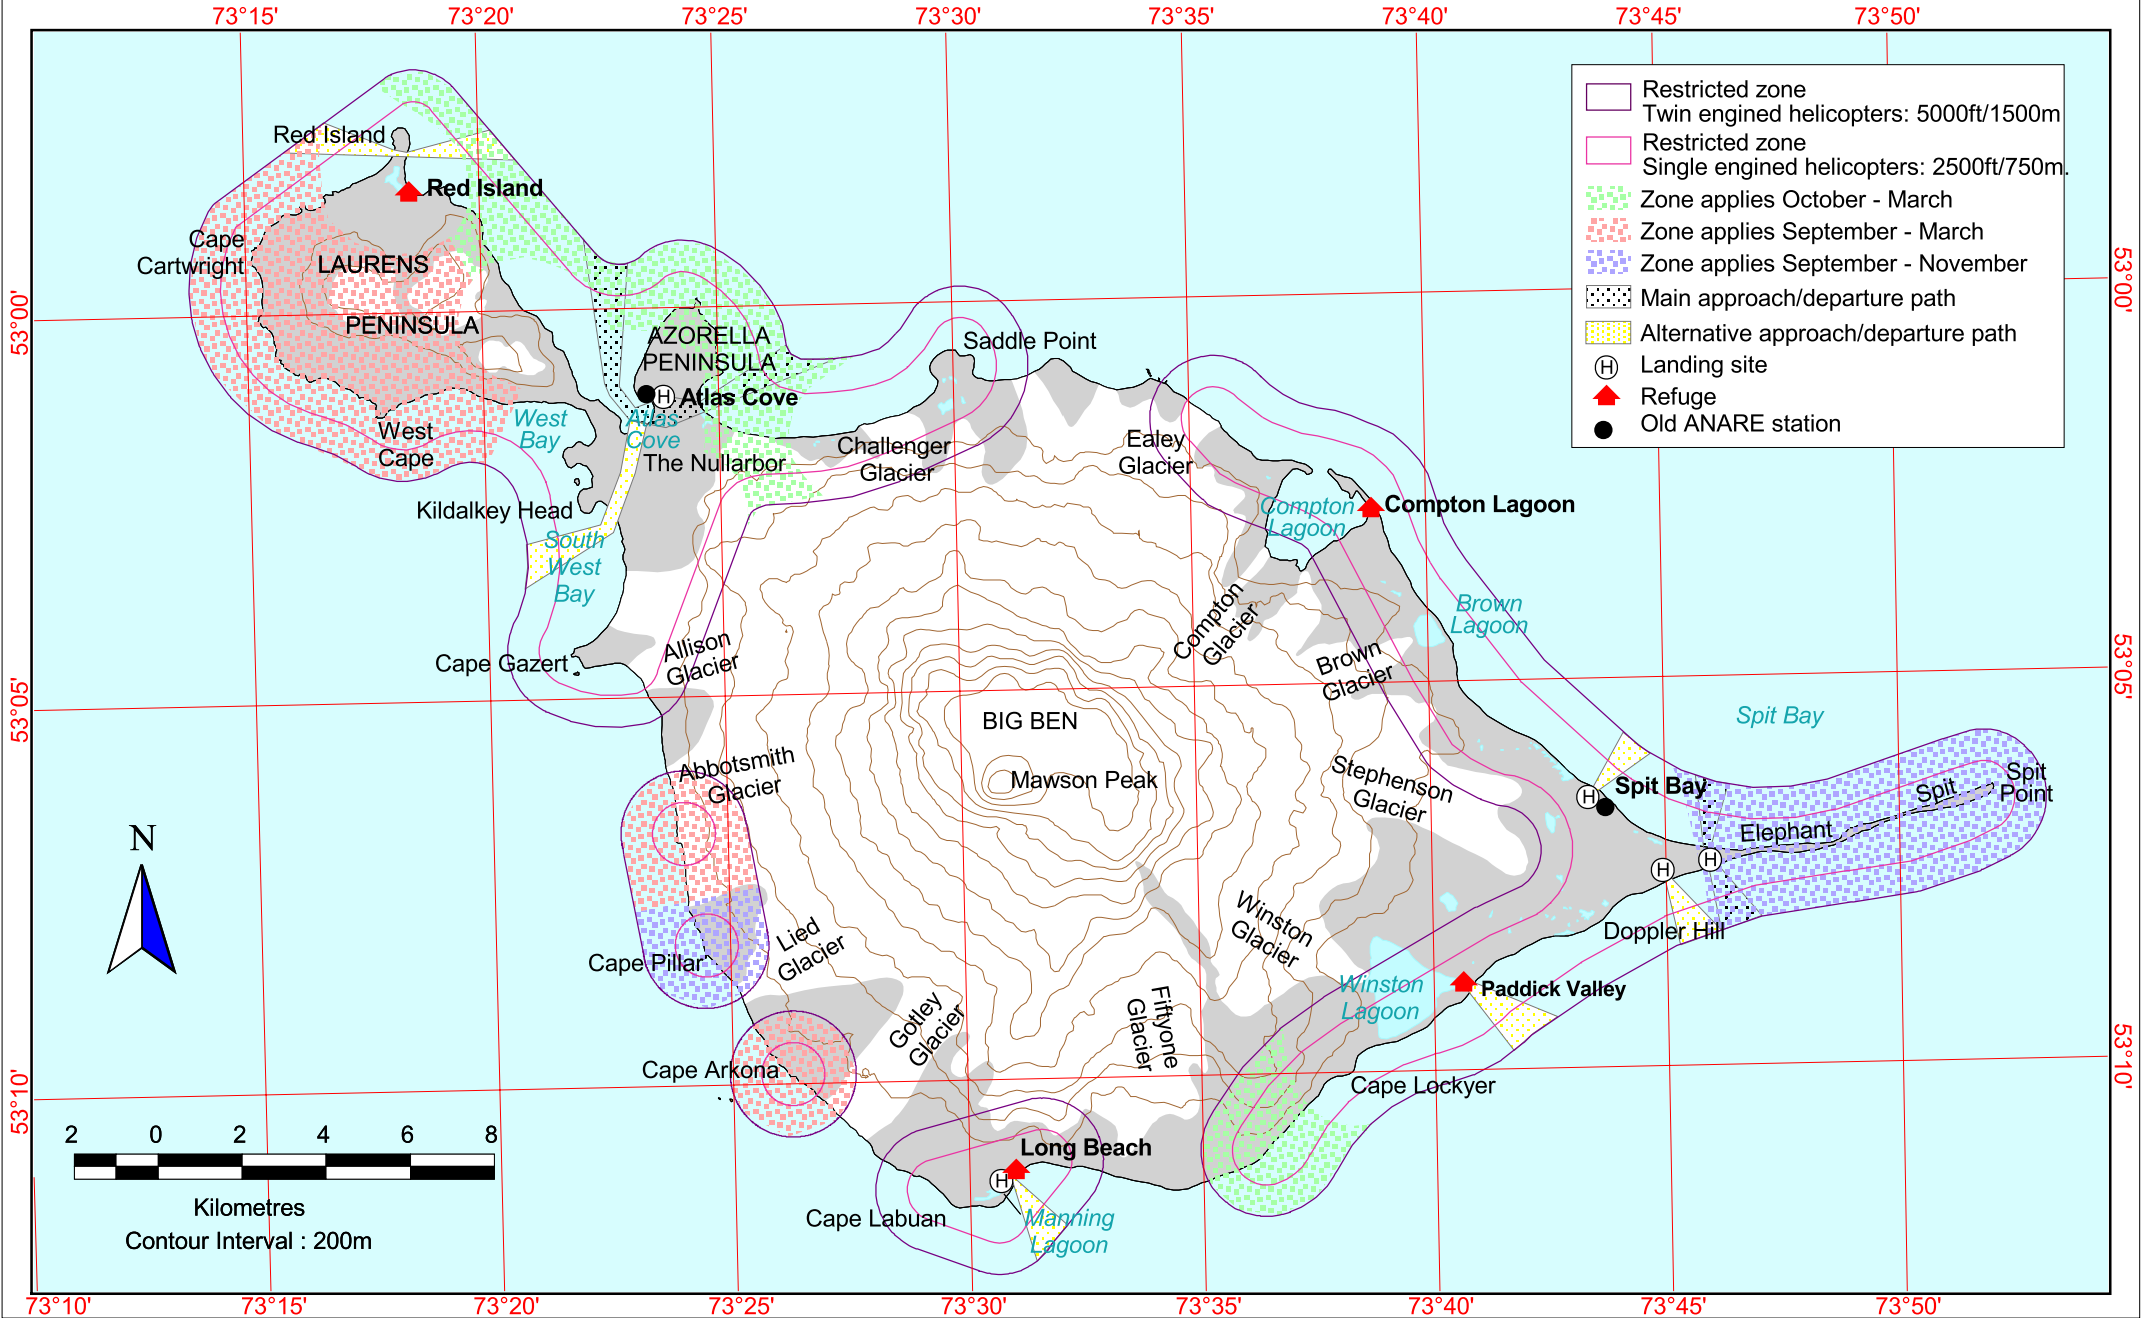 73°15'
73°20'
73°25'
73°30'
73°35'
73°40'
73°45'
73°50'
Restricted zone
Twin engined helicopters: 5000ft/1500m
Restricted zone
Single engined helicopters: 2500ft/750m.
Zone applies October - March
Zone applies September - March
Zone applies September - November
Main approach/departure path
Alternative approach/departure path
H Landing site
Refuge
Old ANARE station
Red Island
Red Island
Cape
Cartwright
LAURENS
PENINSULA
53°00'
53°00'
AZORELLA
PENINSULA
Saddle Point
H
Atlas Cove
West
Bay
Atlas
Cove
West
Cape
The Nullarbor
Challenger
Glacier
Ealey
Glacier
Kildalkey Head
Compton
Lagoon
Compton Lagoon
South
West
Bay
Brown
Lagoon
Compton
Glacier
Allison
Glacier
Cape Gazert
Brown
Glacier
53°05'
53°05'
BIG BEN
Spit Bay
Abbotsmith
Glacier
Mawson Peak
Stephenson
Glacier
H
Spit Bay
Spit
Point
Elephant
Spit
H
H
N
Winston
Glacier
Lied
Glacier
Cape Pillar
Doppler Hill
Winston
Lagoon
Paddick Valley
Gotley
Glacier
Fiftyone
Glacier
Cape Arkona
Cape Lockyer
53°10'
53°10'
2 0 2 4 6 8
Kilometres
Contour Interval : 200m
Long Beach
H
Cape Labuan
Manning
Lagoon
73°10'
73°15'
73°20'
73°25'
73°30'
73°35'
73°40'
73°45'
73°50'